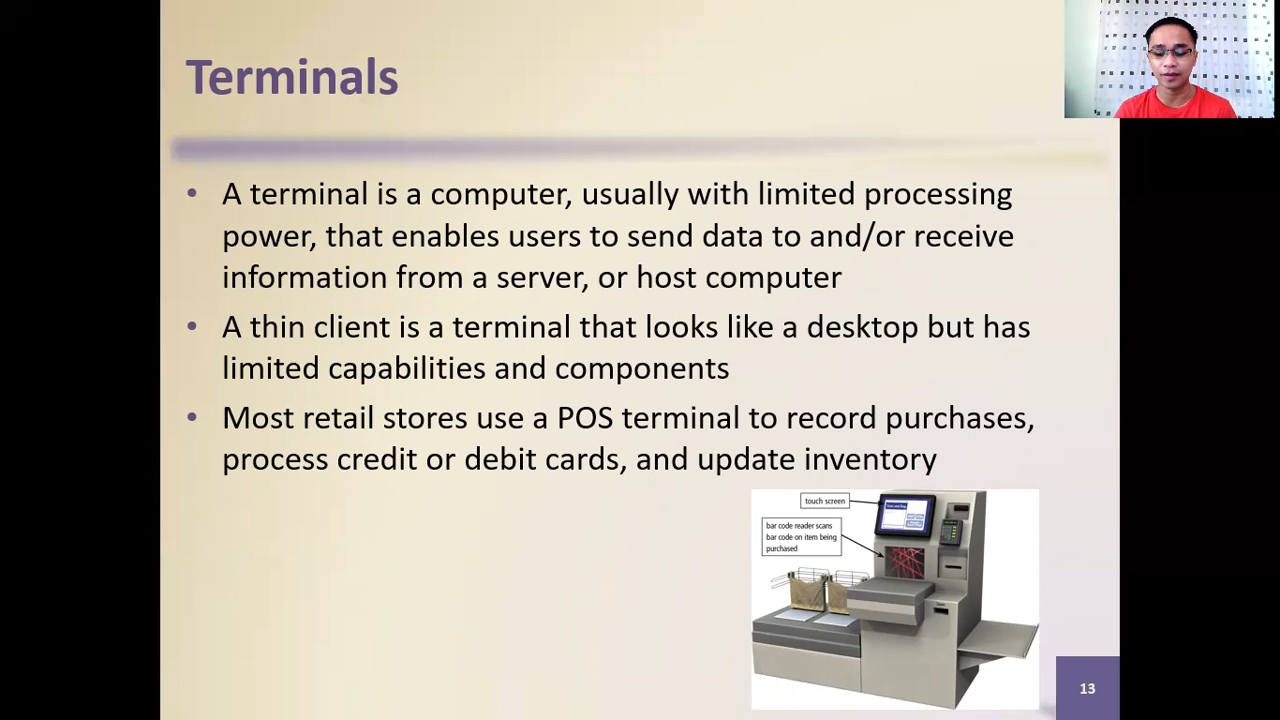 Terminals
• A terminal is a computer, usually with limited processing
power, that enables users to send data to and/or receive
information from a server, or host computer
• A thin client is a terminal that looks like a desktop but has
limited capabilities and components
• Most retail stores use a POS terminal to record purchases,
process credit or debit cards, and update inventory
touch screen
bar code reader scans
bar code on item being
purchased
13